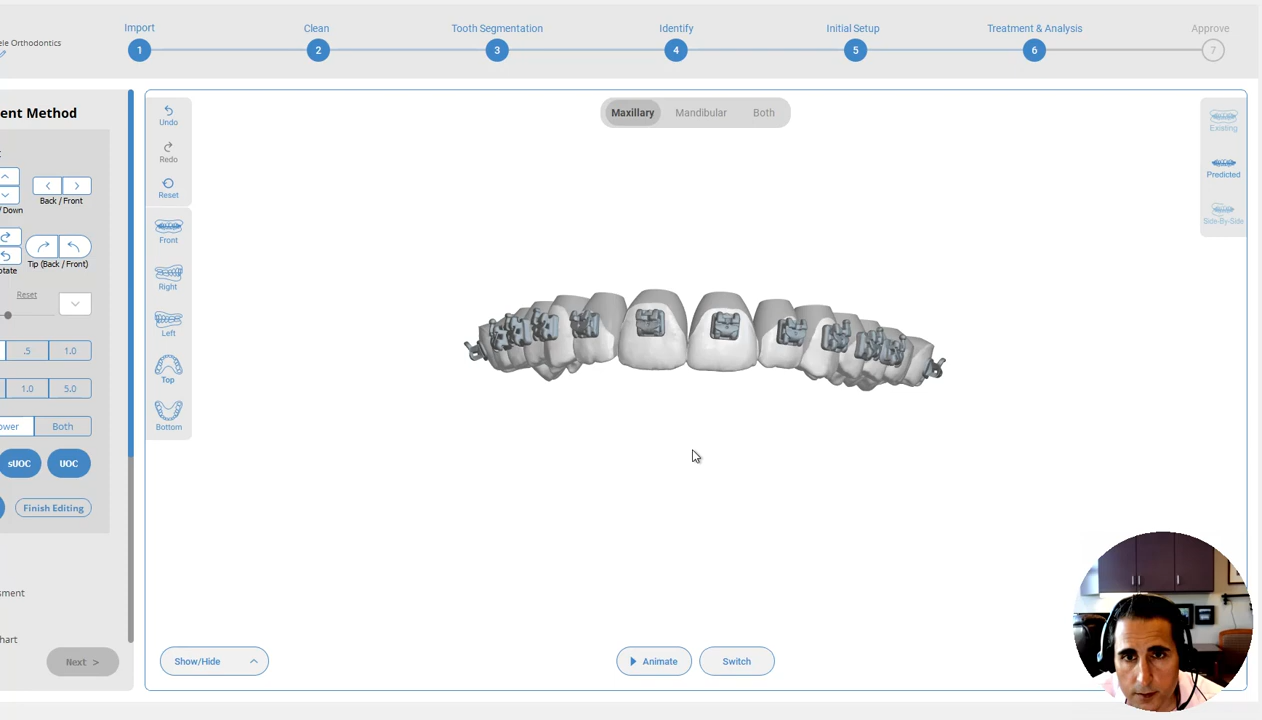 Import
Clean
Tooth Segmentation
Identify
Initial Setup
Treatment & Analysis
Approve
1
2
3
4
5
6
7
ele Orthodontics
ent Method
Back / Front
/Down
Tip (Back / Front)
otate
Reset
.5
1.0
1.0
5.0
ower
Both
sUOC
UOC
Finish Editing
sment
hart
Next >
Undo
Redo
Reset
Front
Right
Left
Top
Bottom
Maxillary
Mandibular
Both
Existing
Predicted
Side-By-Side
Show/Hide
Animate
Switch